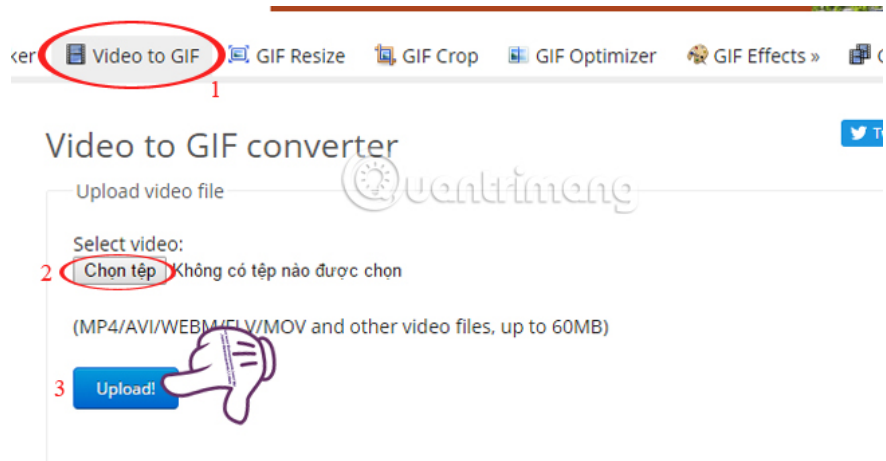 Video to GIF GIF Resize GIF Crop GIF Optimizer GIF Effects »
1
Video to GIF converter
Quantrimang
Upload video file
Select video:
2 Chọn tệp Không có tệp nào được chọn
(MP4/AVI/WEBM/FLV/MOV and other video files, up to 60MB)
3 Upload!